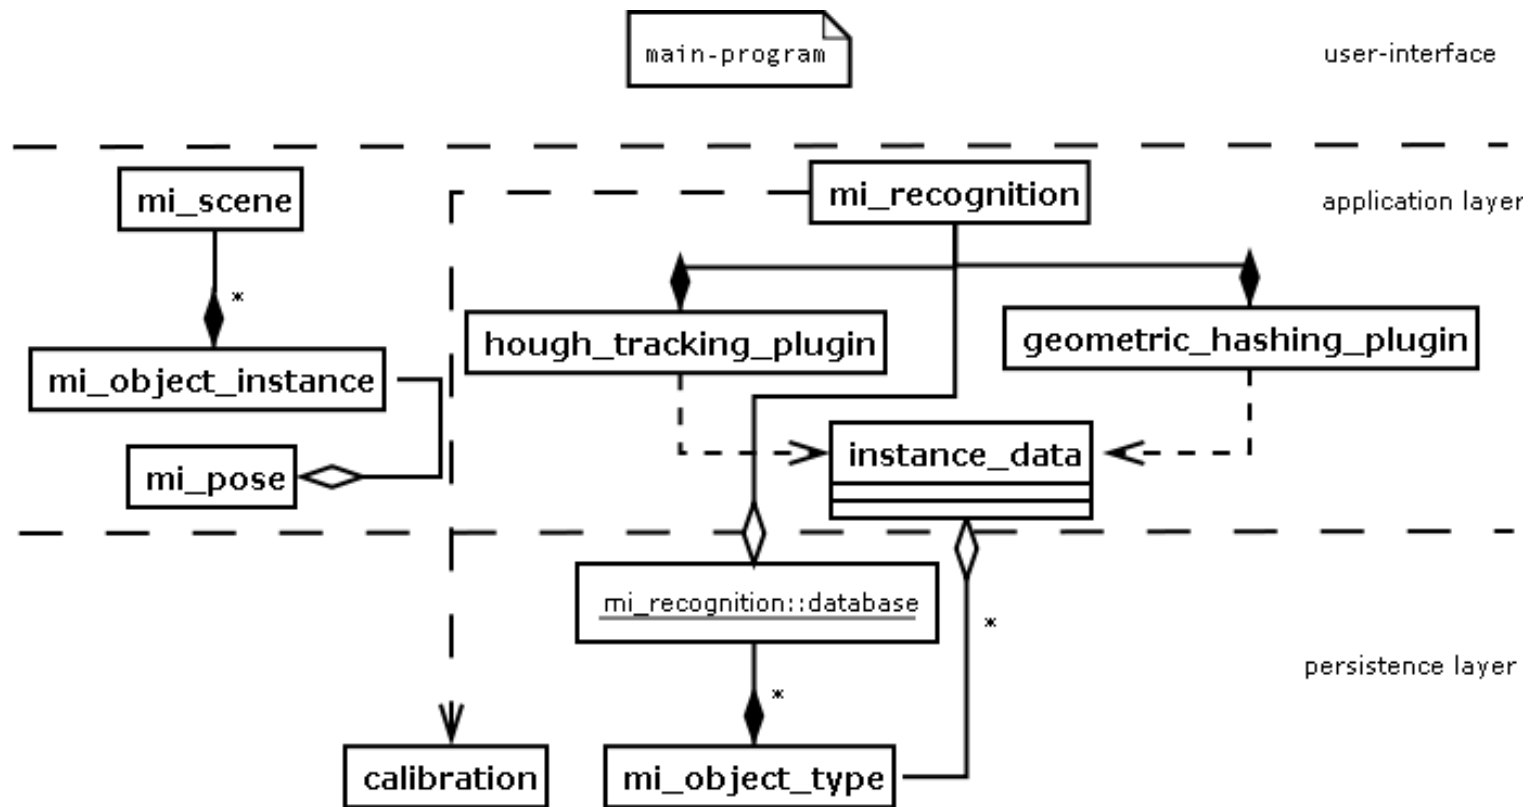 main-program
user-interface
mi_scene
mi_recognition
application layer
*
hough_tracking_plugin
geometric_hashing_plugin
mi_object_instance
instance_data
mi_pose
mi_recognition::database
*
persistence layer
*
calibration
mi_object_type